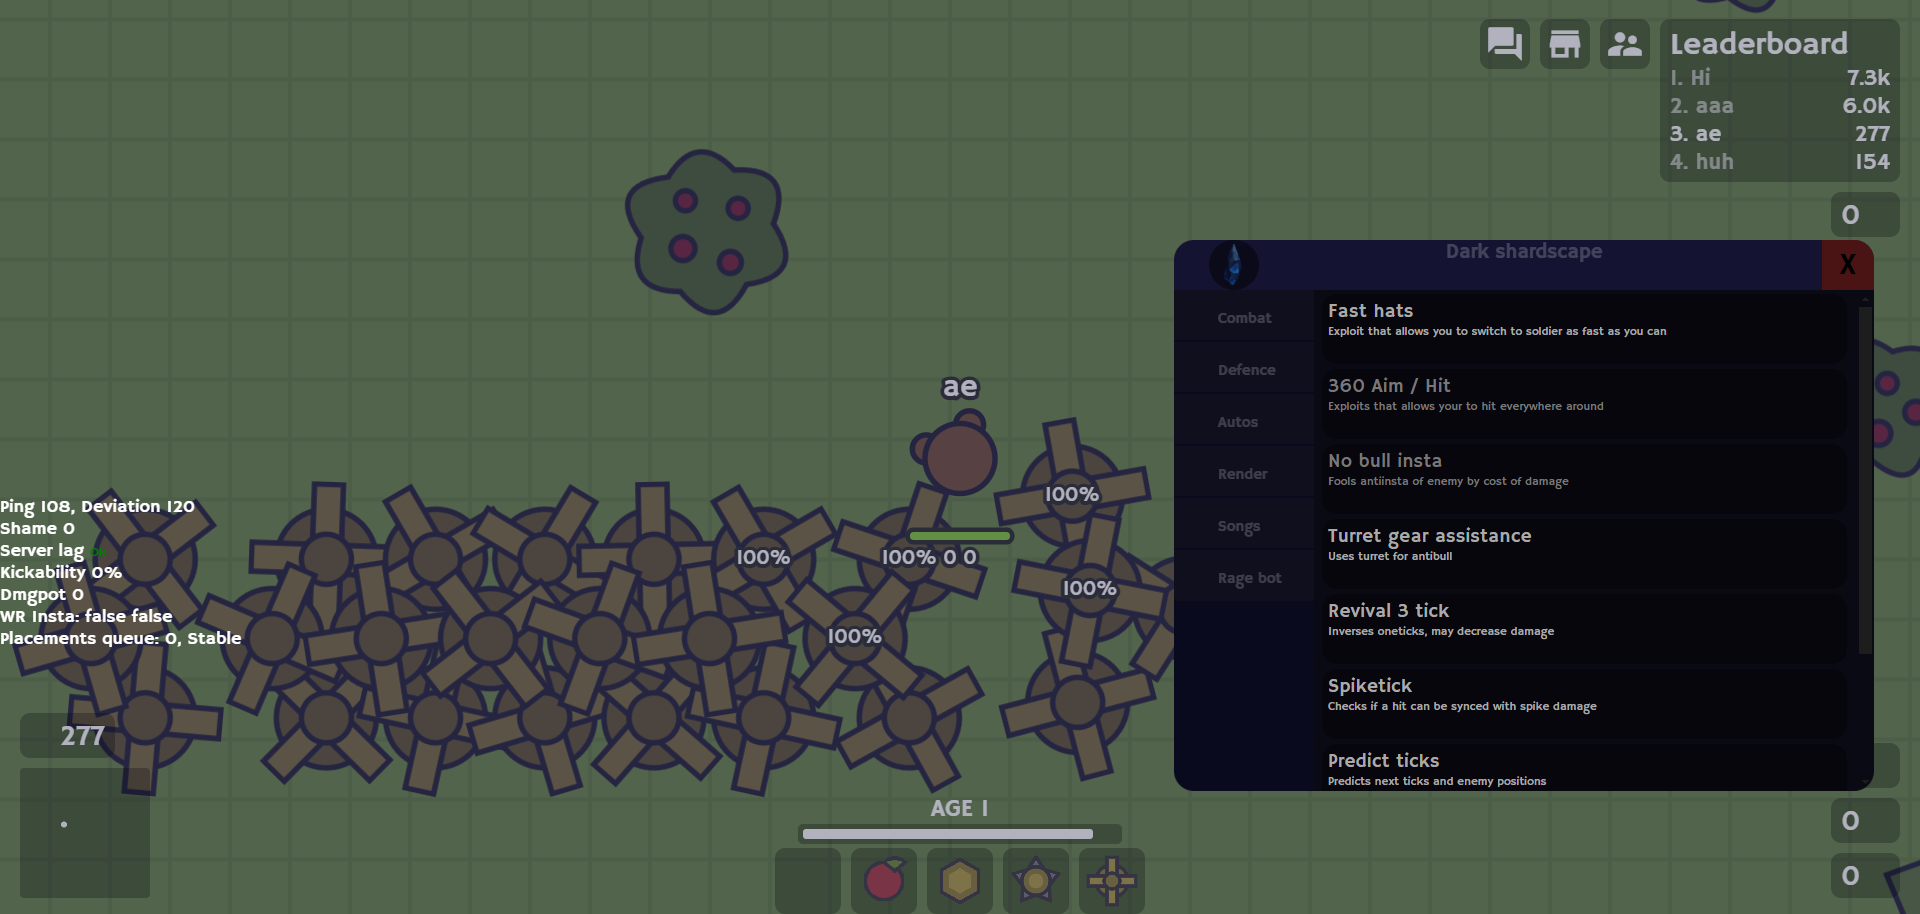 Leaderboard
1. Hi 7.3k
2. aaa 6.0k
3. ae 277
4. huh 154
0
Dark shardscape
X
Combat
Defence
Autos
Render
Songs
Rage bot
Fast hats
Exploit that allows you to switch to soldier as fast as you can
360 Aim / Hit
Exploits that allows your to hit everywhere around
No bull insta
Fools antiinsta of enemy by cost of damage
Turret gear assistance
Uses turret for antibull
Revival 3 tick
Inverses oneticks, may decrease damage
Spiketick
Checks if a hit can be synced with spike damage
Predict ticks
Predicts next ticks and enemy positions
ae
100%
100%
100% 0 0
100%
100%
Ping 108, Deviation 120
Shame 0
Server lag ok
Kickability 0%
Dmgpot 0
WR Insta: false false
Placements queue: 0, Stable
277
AGE 1
0
0